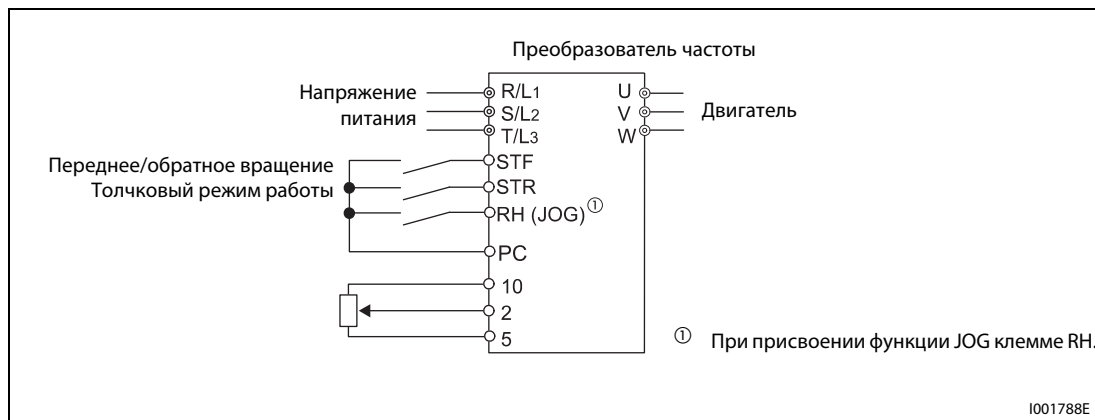 Преобразователь частоты
Напряжение
питания
R/L1
S/L2
T/L3
U
V
W
Двигатель
Переднее/обратное вращение
Толчковый режим работы
STF
STR
RH (JOG)①
PC
10
2
5
① При присвоении функции JOG клемме RH.
I001788E